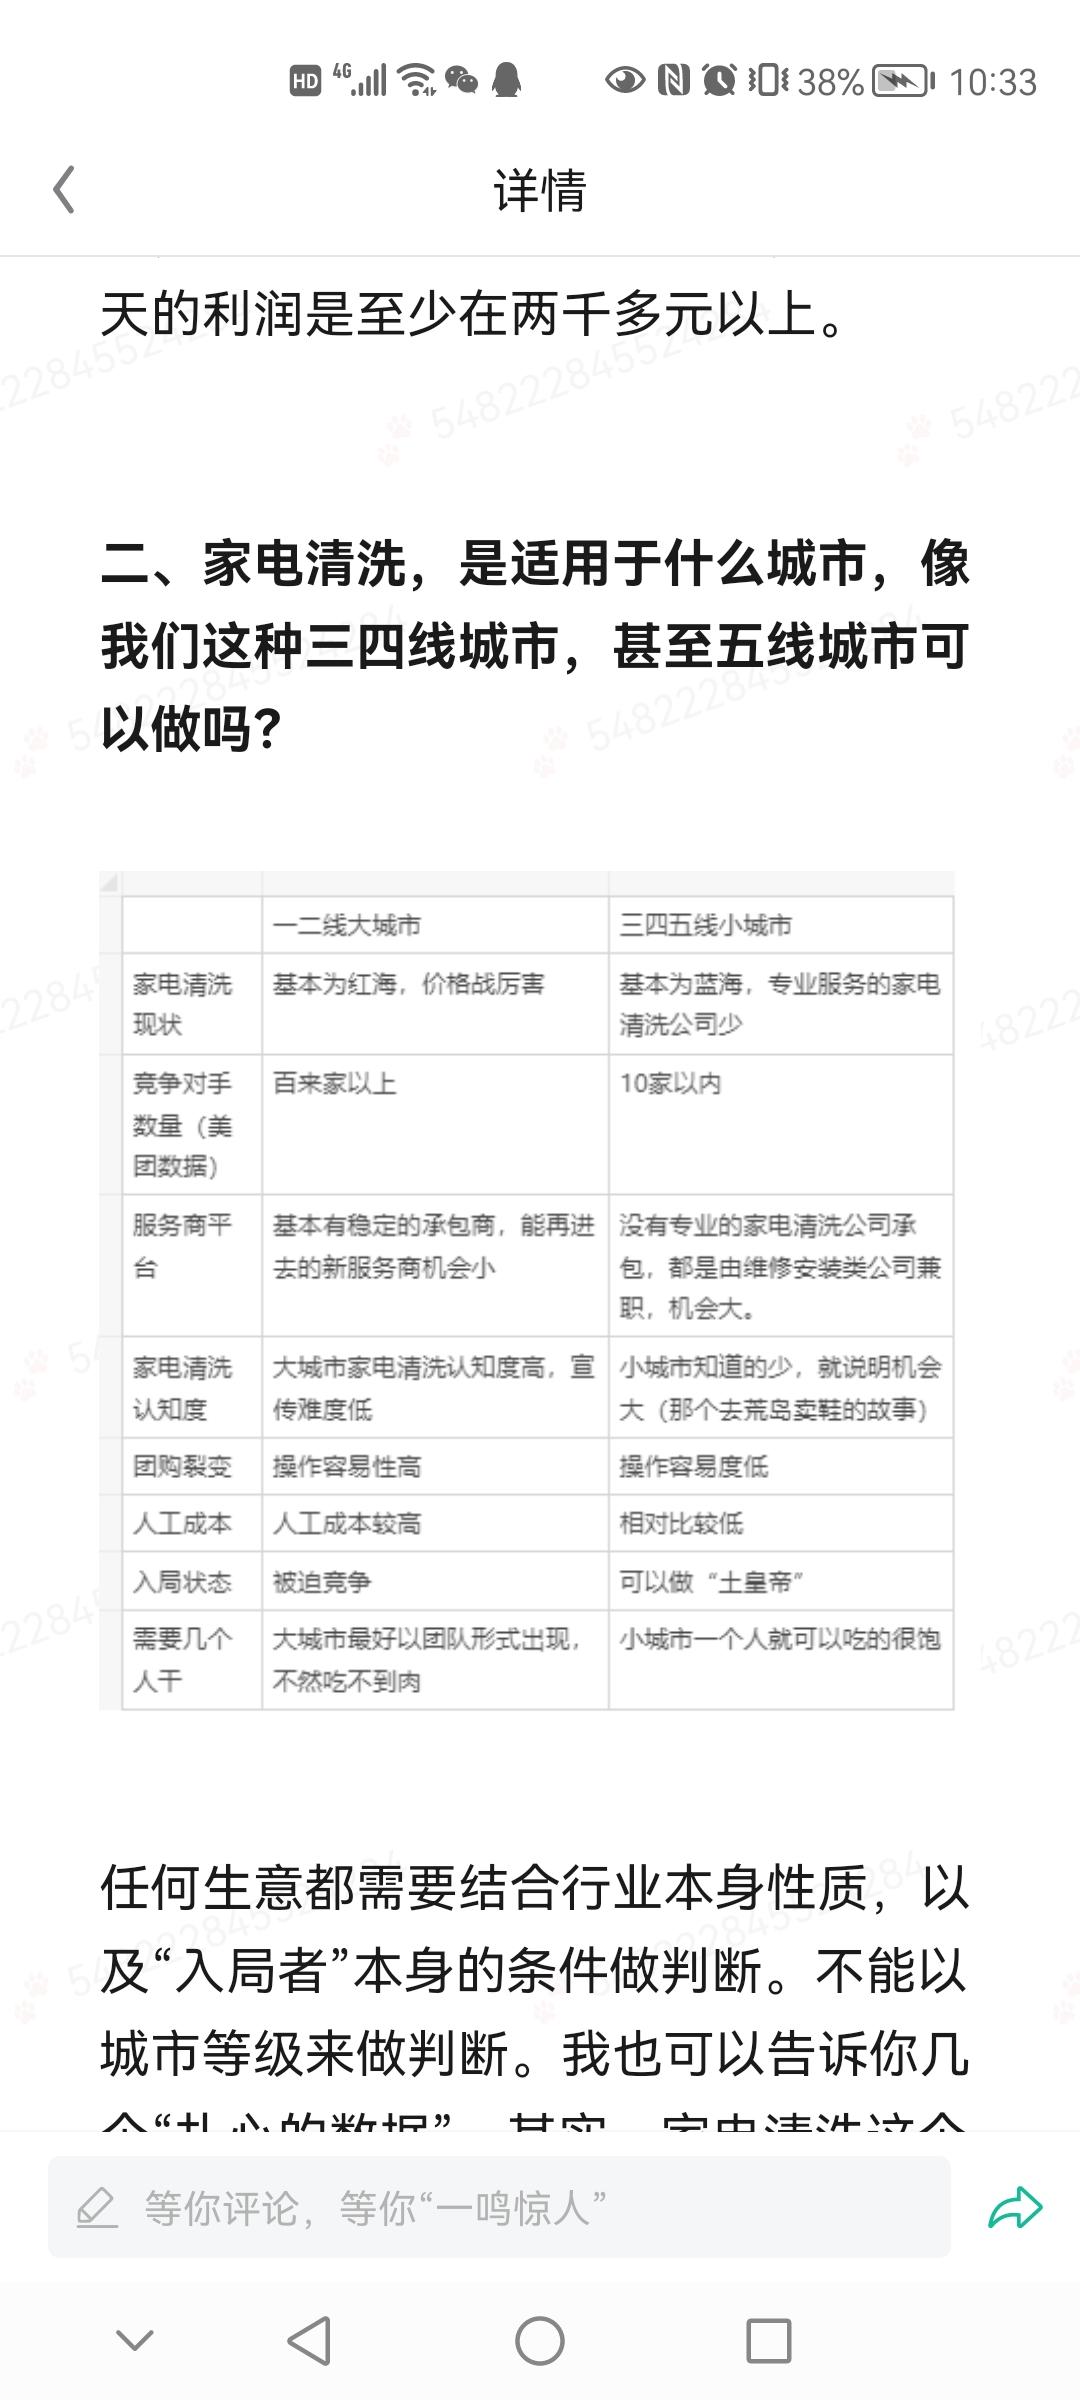 HD 4G 38% 10:33
详情
天的利润是至少在两千多元以上。
二、家电清洗，是适用于什么城市，像
我们这种三四线城市，甚至五线城市可
以做吗？
一二线大城市 三四五线小城市
家电清洗 基本为红海，价格战厉害 基本为蓝海，专业服务的家电
现状 清洗公司少
竞争对手 百来家以上 10家以内
数量（美
团数据）
服务商平 基本有稳定的承包商，能再进 没有专业的家电清洗公司承
台 去的新服务商机会小 包，都是由维修安装类公司兼
职，机会大。
家电清洗 大城市家电清洗认知度高，宣 小城市知道的少，就说明机会
认知度 传难度低 大（那个去荒岛卖鞋的故事）
团购裂变 操作容易性高 操作容易度低
人工成本 人工成本较高 相对比较低
入局状态 被迫竞争 可以做“土皇帝”
需要几个 大城市最好以团队形式出现， 小城市一个人就可以吃的很饱
人干 不然吃不到肉
任何生意都需要结合行业本身性质，以
及“入局者”本身的条件做判断。不能以
城市等级来做判断。我也可以告诉你几
个“扎心的数据”，其实，家电清洗这个
等你评论，等你“一鸣惊人”